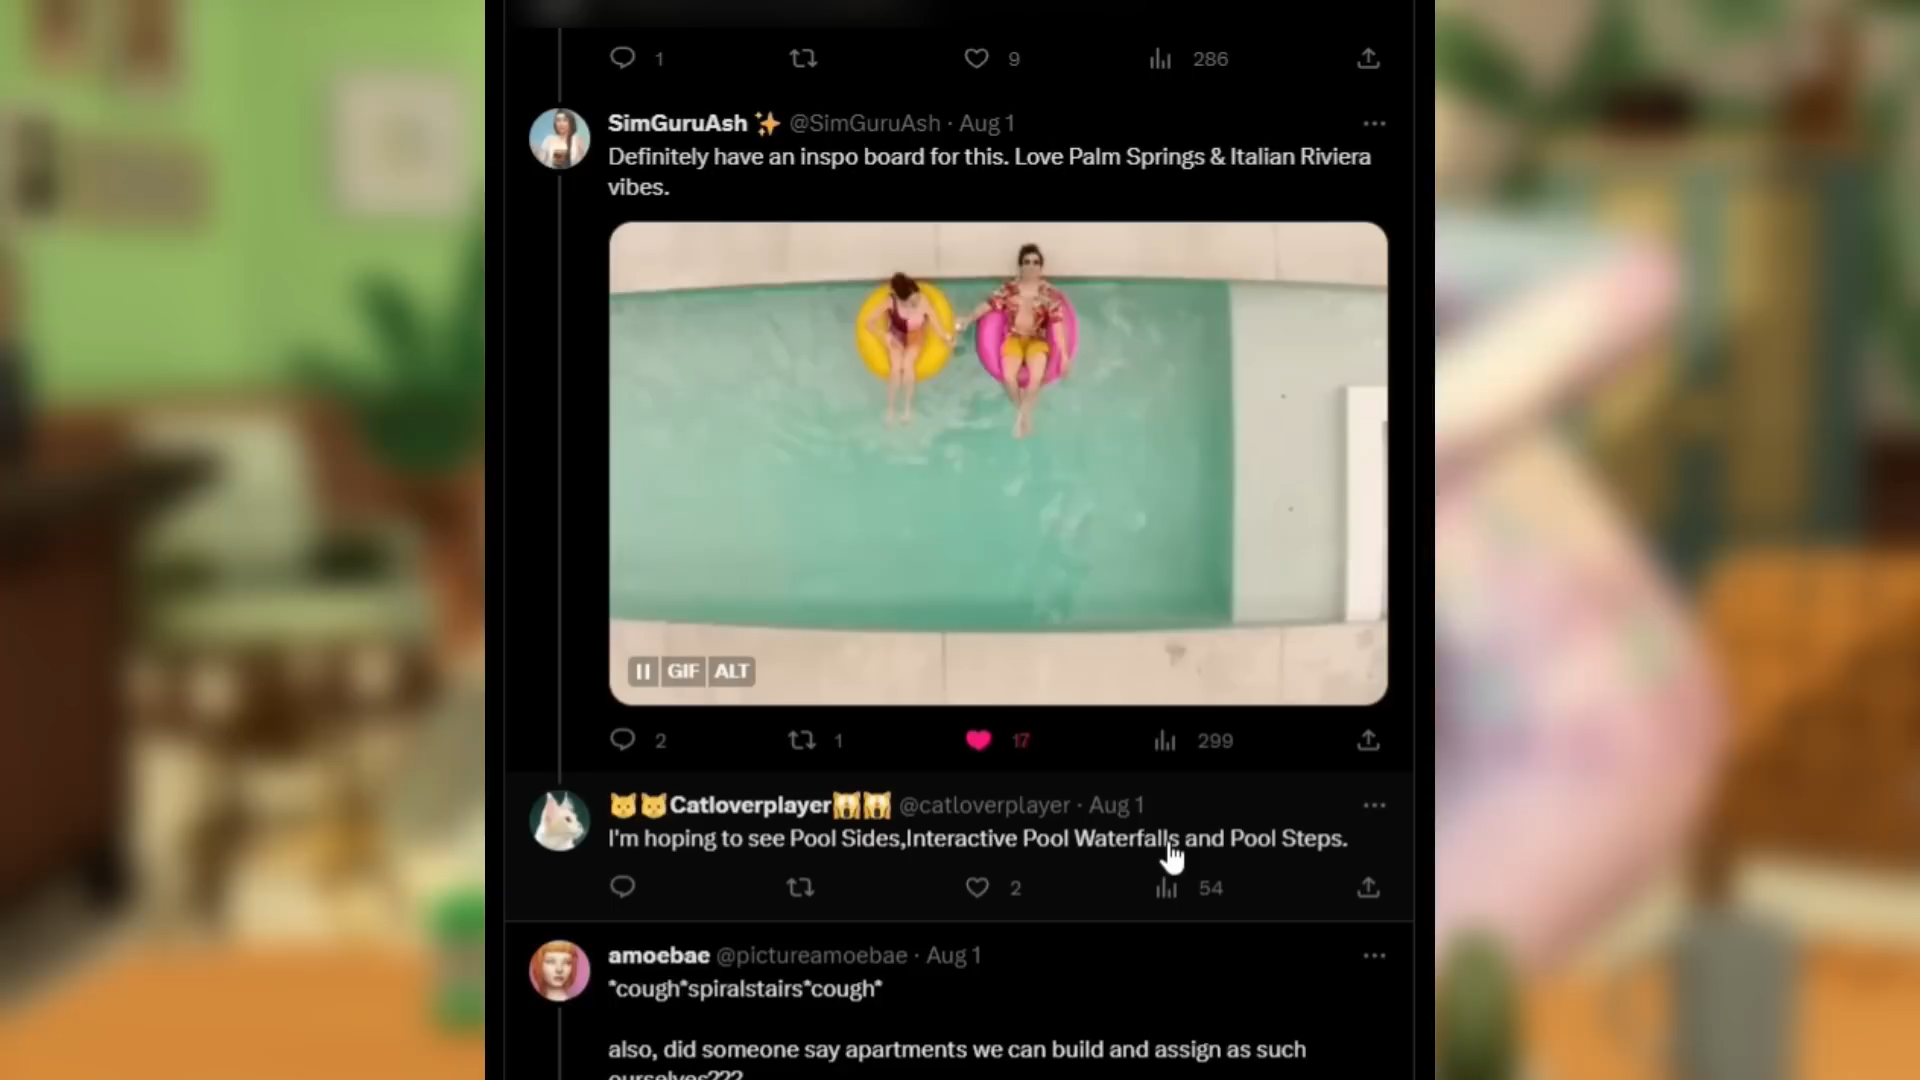 1 9 286
SimGuruAsh ✨ @SimGuruAsh · Aug 1
Definitely have an inspo board for this. Love Palm Springs & Italian Riviera
vibes.
GIF ALT
2 1 17 299
🐱🐱Catloverplayer🙀🙀 @catloverplayer · Aug 1
I'm hoping to see Pool Sides,Interactive Pool Waterfalls and Pool Steps.
2 54
amoebae @pictureamoebae · Aug 1
*cough*spiralstairs*cough*
also, did someone say apartments we can build and assign as such
ourselves???